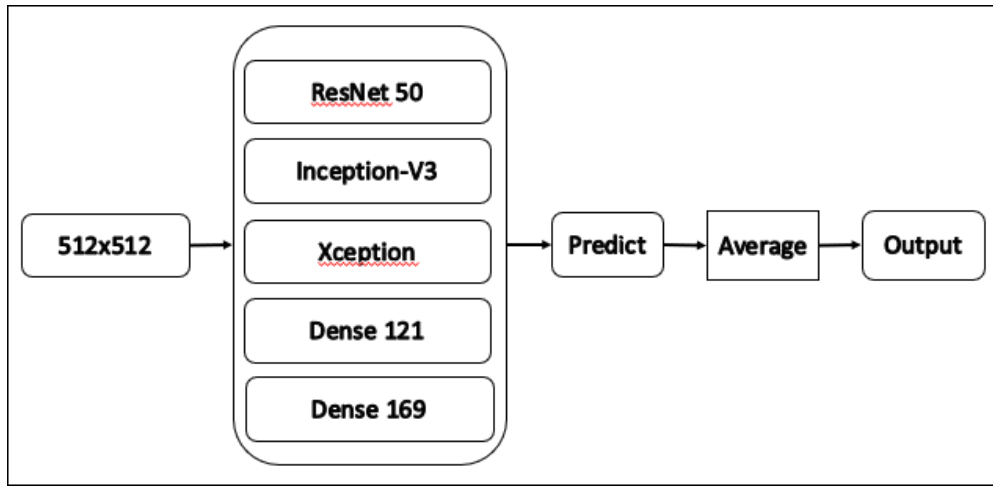 ResNet 50
Inception-V3
512x512
Xception
Predict
Average
Output
Dense 121
Dense 169